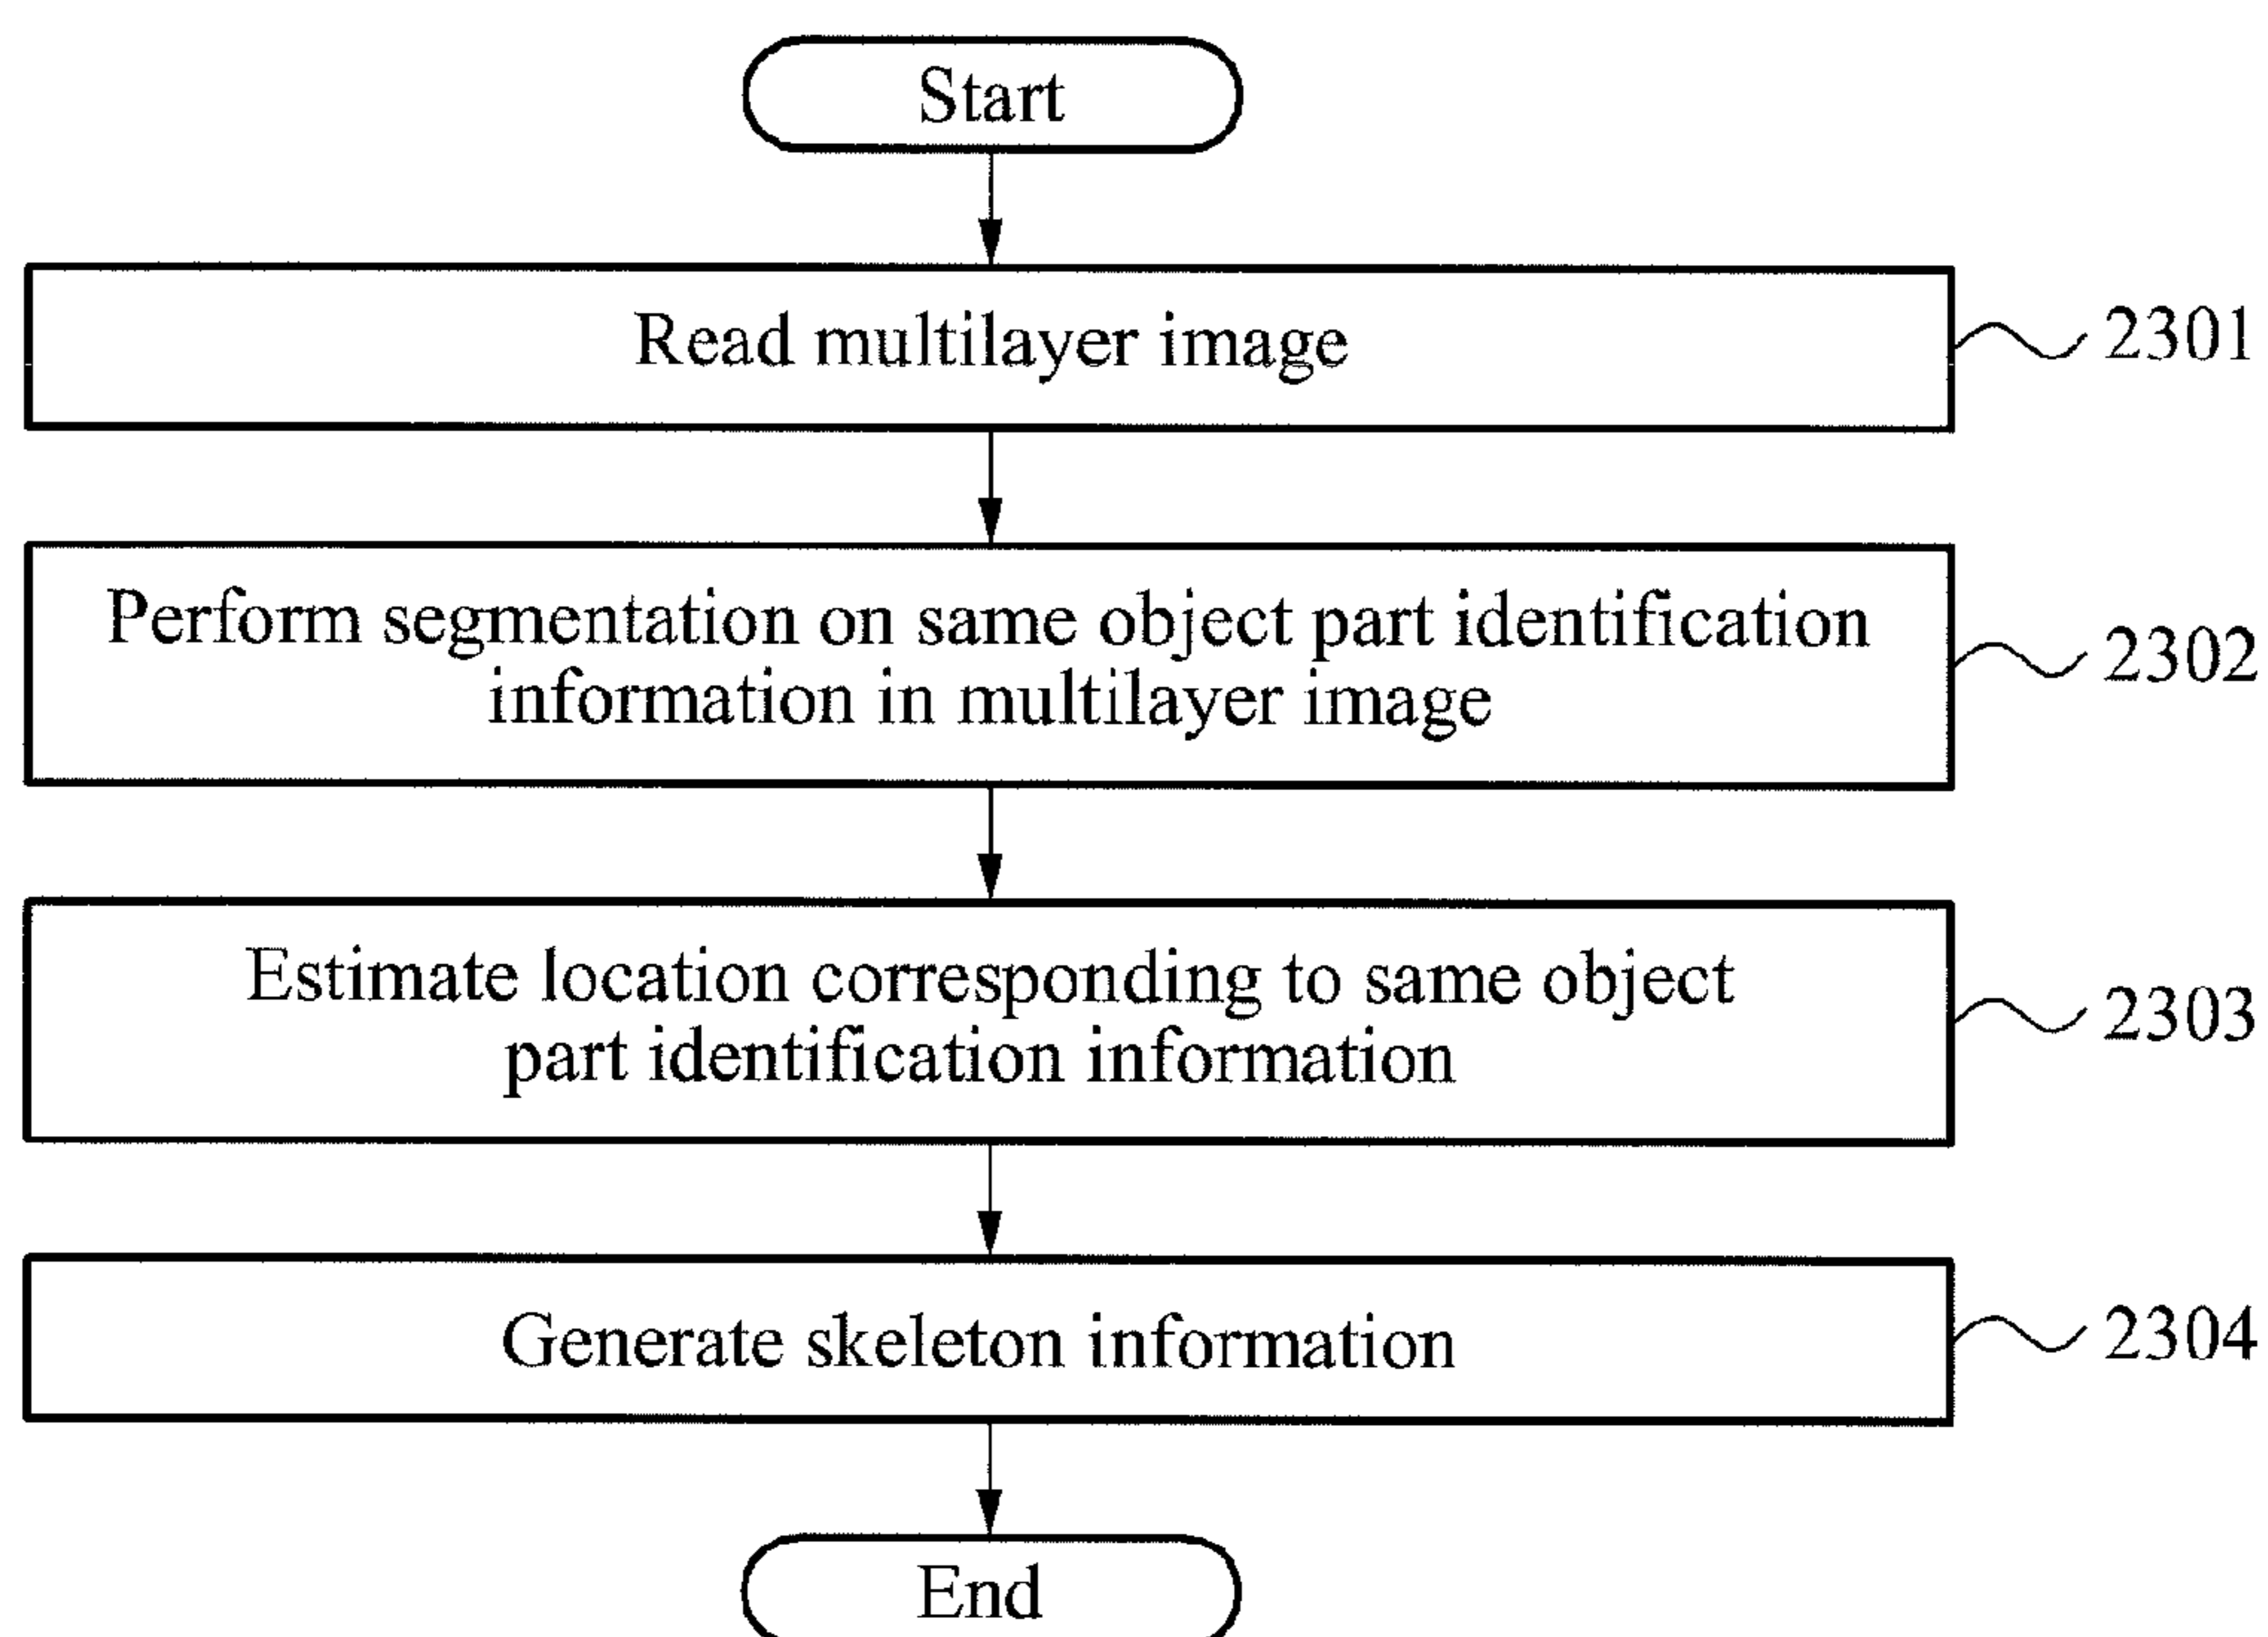 Start
Read multilayer image
2301
Perform segmentation on same object part identification
information in multilayer image
2302
Estimate location corresponding to same object
part identification information
2303
Generate skeleton information
2304
End